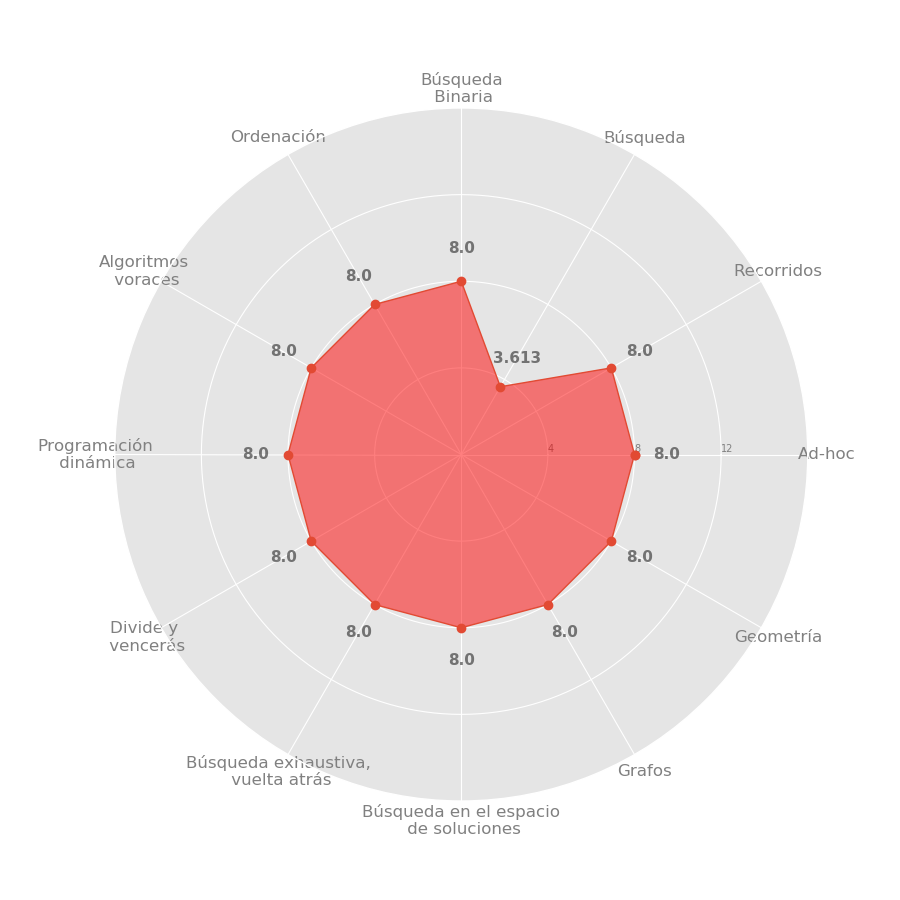 Búsqueda
Binaria
Ordenación
Búsqueda
8.0
Algoritmos
voraces
8.0
Recorridos
8.0
3.613
8.0
Programación
dinámica
8.0
4
8
12
8.0
Ad-hoc
8.0
8.0
Divide y
vencerás
8.0
8.0
Geometría
8.0
Búsqueda exhaustiva,
vuelta atrás
Grafos
Búsqueda en el espacio
de soluciones